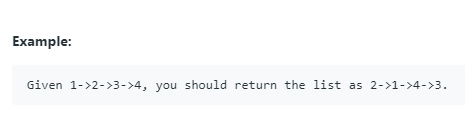 Example:
Given 1->2->3->4, you should return the list as 2->1->4->3.